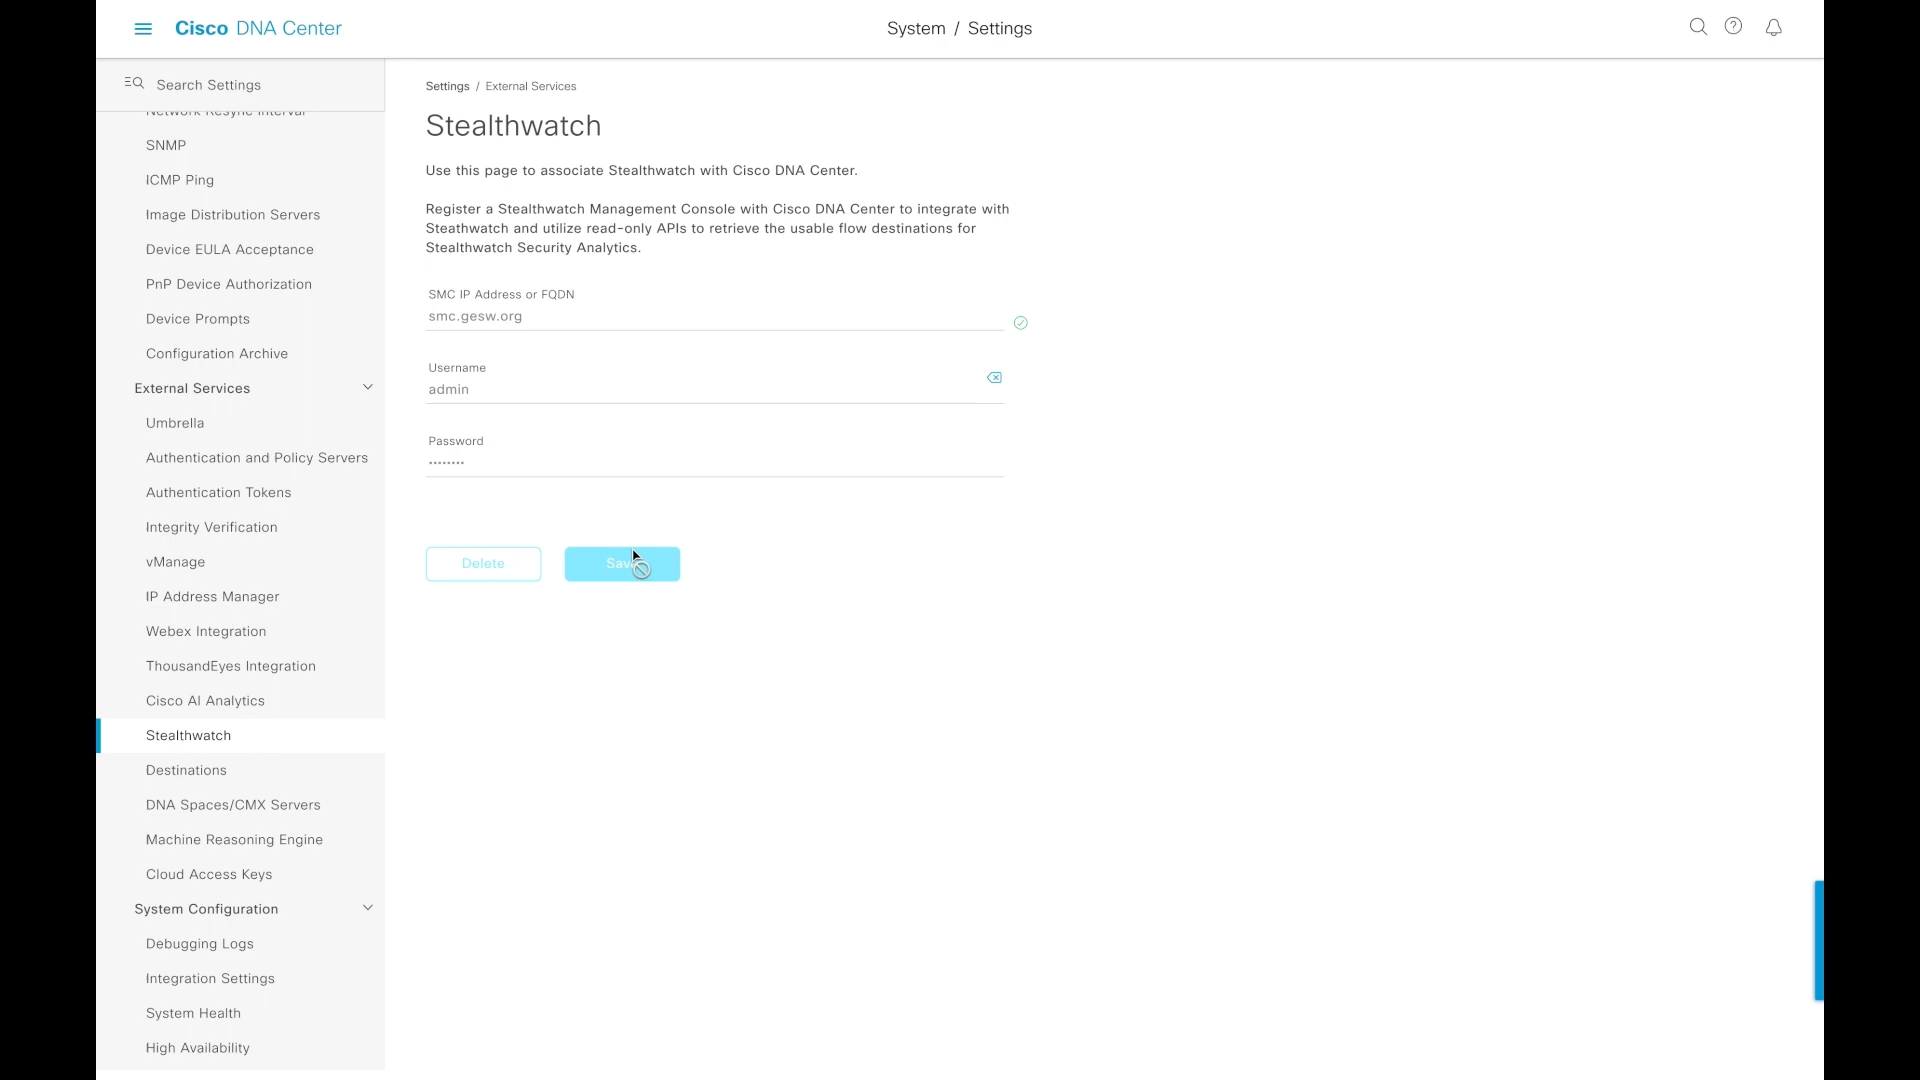 Cisco DNA Center
System / Settings
Search Settings
Network Resync Interval
SNMP
ICMP Ping
Image Distribution Servers
Device EULA Acceptance
PnP Device Authorization
Device Prompts
Configuration Archive
External Services
Umbrella
Authentication and Policy Servers
Authentication Tokens
Integrity Verification
vManage
IP Address Manager
Webex Integration
ThousandEyes Integration
Cisco AI Analytics
Stealthwatch
Destinations
DNA Spaces/CMX Servers
Machine Reasoning Engine
Cloud Access Keys
System Configuration
Debugging Logs
Integration Settings
System Health
High Availability
Settings / External Services
Stealthwatch
Use this page to associate Stealthwatch with Cisco DNA Center.
Register a Stealthwatch Management Console with Cisco DNA Center to integrate with
Steathwatch and utilize read-only APIs to retrieve the usable flow destinations for
Stealthwatch Security Analytics.
SMC IP Address or FQDN
smc.gesw.org
Username
admin
Password
••••••••
Delete
Save